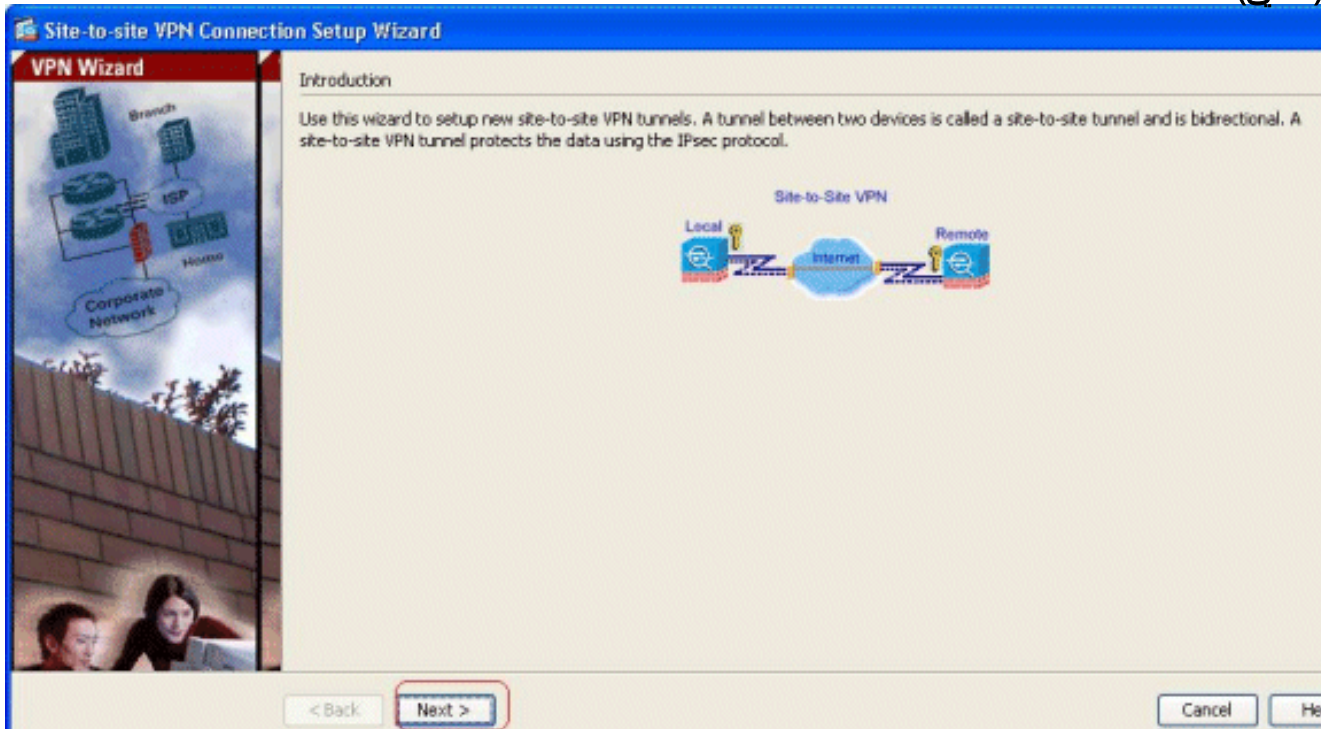 Site-to-site VPN Connection Setup Wizard
VPN Wizard
Branch
ISP
Home
Corporate
Network
Introduction
Use this wizard to setup new site-to-site VPN tunnels. A tunnel between two devices is called a site-to-site tunnel and is bidirectional. A
site-to-site VPN tunnel protects the data using the IPsec protocol.
Site-to-Site VPN
Local
Internet
Remote
< Back
Next >
Cancel